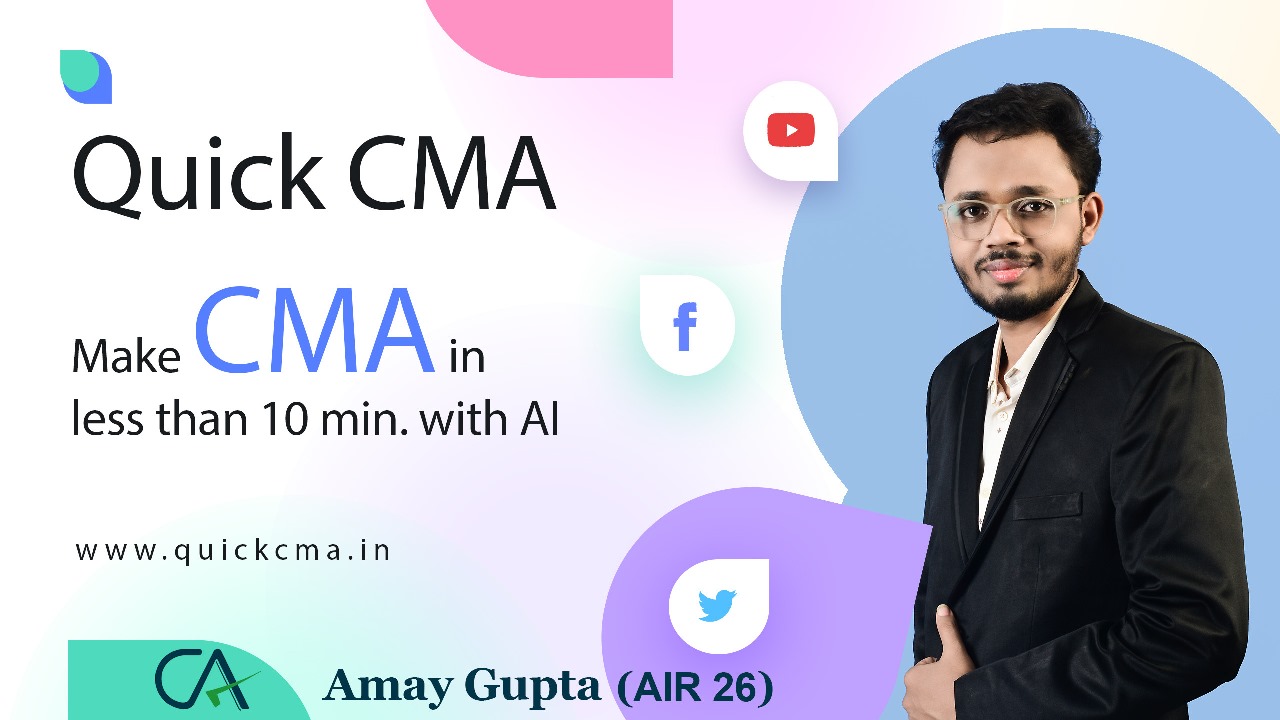 Quick CMA
Make CMA in
less than 10 min. with AI
www.quickcma.in
CA Amay Gupta (AIR 26)